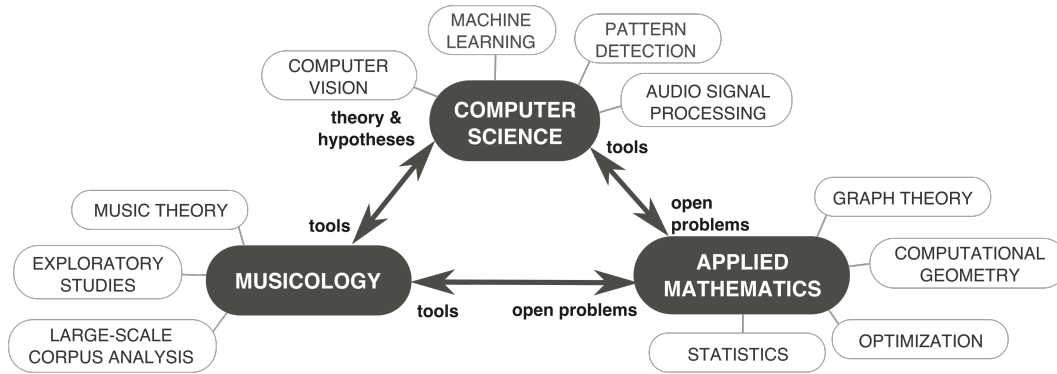 MACHINE
LEARNING
PATTERN
DETECTION
COMPUTER
VISION
COMPUTER
SCIENCE
AUDIO SIGNAL
PROCESSING
theory &
hypotheses
tools
MUSIC THEORY
tools
open
problems
GRAPH THEORY
EXPLORATORY
STUDIES
MUSICOLOGY
APPLIED
MATHEMATICS
COMPUTATIONAL
GEOMETRY
tools
open problems
LARGE-SCALE
CORPUS ANALYSIS
STATISTICS
OPTIMIZATION